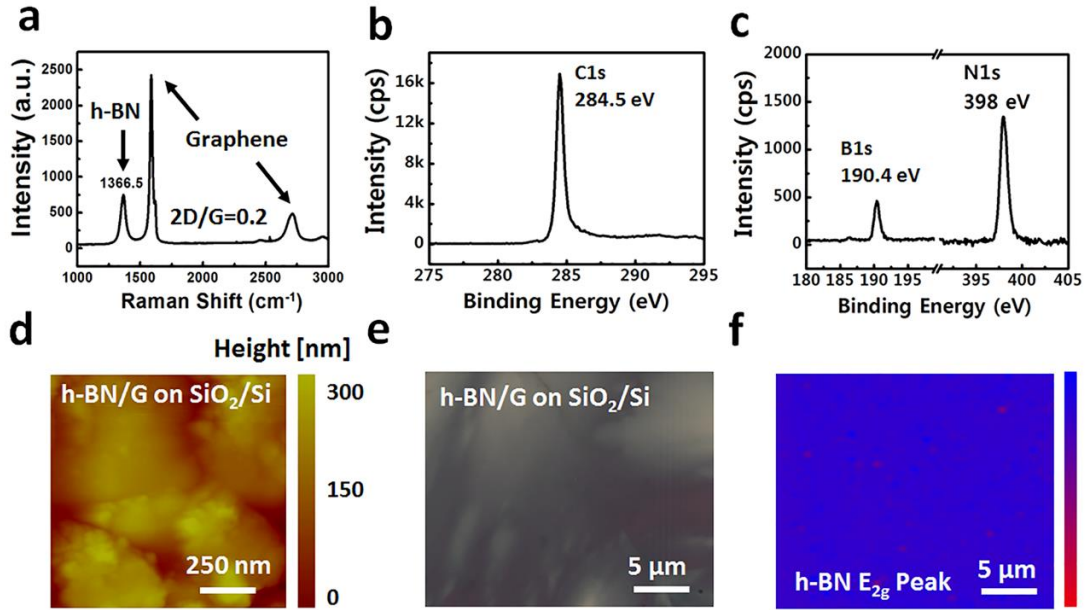 a
Intensity (a.u.)
2500
2000
1500
1000
500
0
h-BN
1366.5
Graphene
2D/G=0.2
1000 1500 2000 2500 3000
Raman Shift (cm⁻¹)
b
Intensity (cps)
16k
12k
8k
4k
0
C1s
284.5 eV
275 280 285 290 295
Binding Energy (eV)
c
Intensity (cps)
2000
1500
1000
500
0
B1s
190.4 eV
N1s
398 eV
180 185 190 195 396 400 405
Binding Energy (eV)
d
Height [nm]
h-BN/G on SiO₂/Si
300
150
0
250 nm
e
h-BN/G on SiO₂/Si
5 μm
f
h-BN E₂g Peak
5 μm